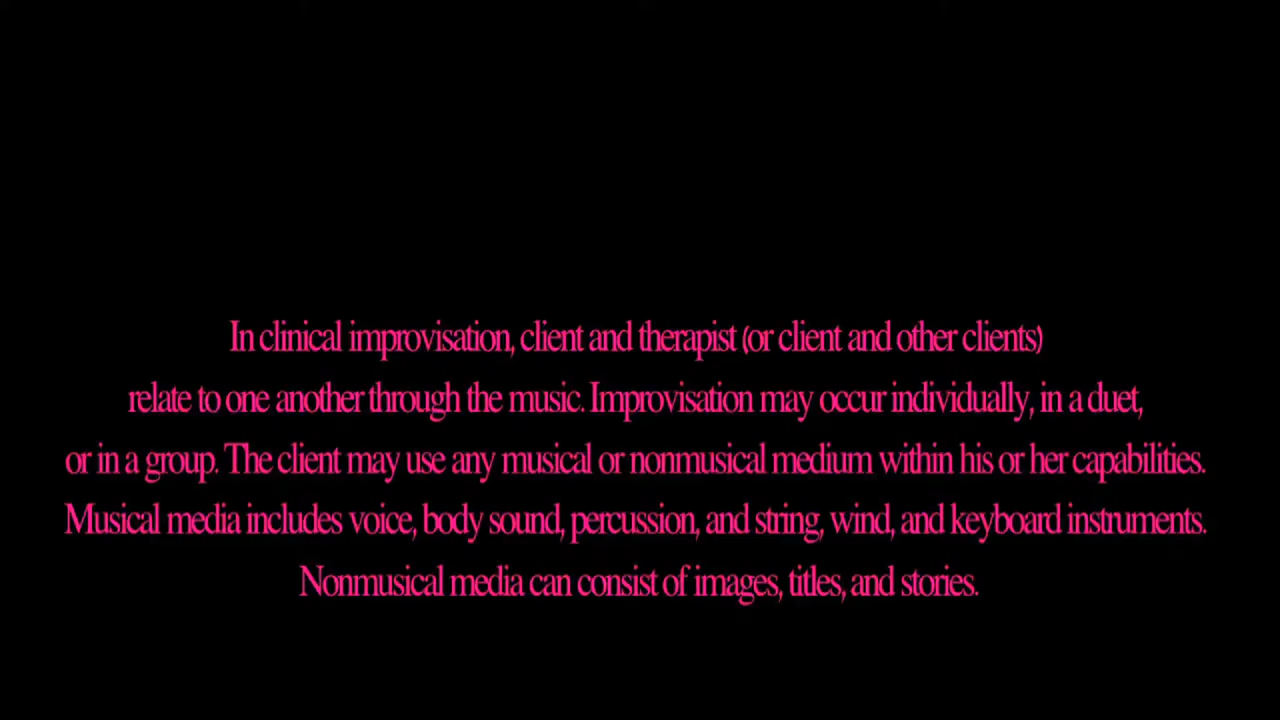 In clinical improvisation, client and therapist (or client and other clients)
relate to one another through the music. Improvisation may occur individually, in a duet,
or in a group. The client may use any musical or nonmusical medium within his or her capabilities.
Musical media includes voice, body sound, percussion, and string, wind, and keyboard instruments.
Nonmusical media can consist of images, titles, and stories.